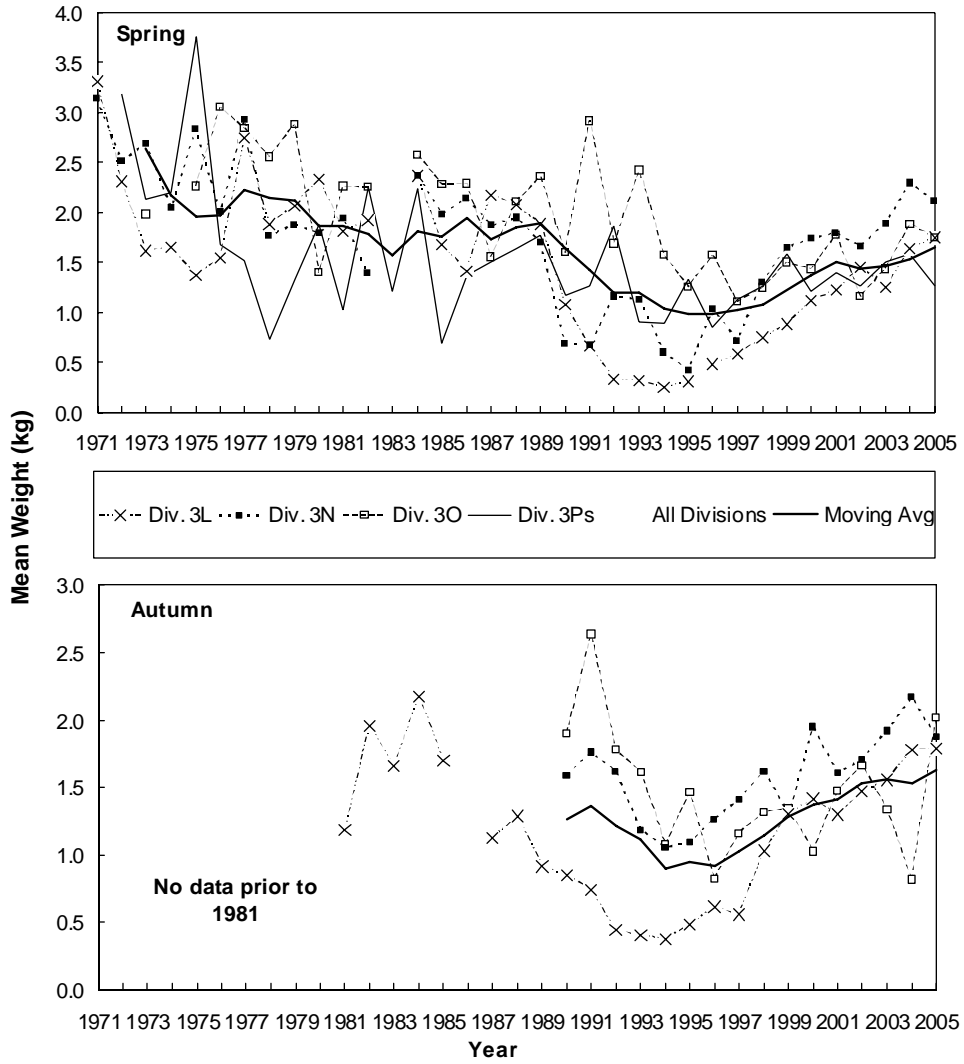 4.0
Spring
3.5
3.0
2.5
2.0
1.5
1.0
0.5
0.0
1971 1973 1975 1977 1979 1981 1983 1985 1987 1989 1991 1993 1995 1997 1999 2001 2003 2005
Mean Weight (kg)
Div. 3L Div. 3N Div. 3O Div. 3Ps All Divisions Moving Avg
3.0
Autumn
2.5
2.0
1.5
1.0
No data prior to
1981
0.5
0.0
1971 1973 1975 1977 1979 1981 1983 1985 1987 1989 1991 1993 1995 1997 1999 2001 2003 2005
Year